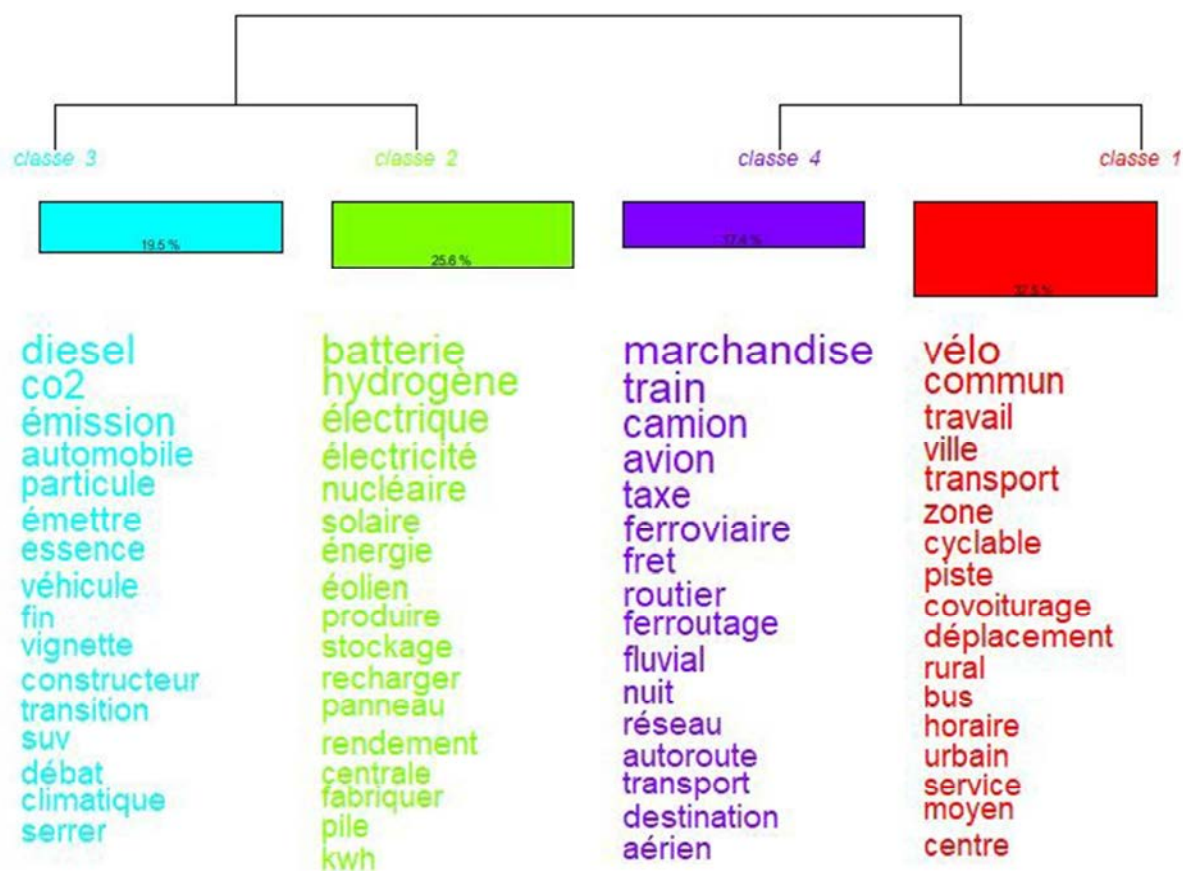 classe 3
classe 2
classe 4
classe 1
19.5 %
25.6 %
17.4 %
37.5 %
diesel
co2
émission
automobile
particule
émettre
essence
véhicule
fin
vignette
constructeur
transition
suv
débat
climatique
serrer
batterie
hydrogène
électrique
électricité
nucléaire
solaire
énergie
éolien
produire
stockage
recharger
panneau
rendement
centrale
fabriquer
pile
kwh
marchandise
train
camion
avion
taxe
ferroviaire
fret
routier
ferroutage
fluvial
nuit
réseau
autoroute
transport
destination
aérien
vélo
commun
travail
ville
transport
zone
cyclable
piste
covoiturage
déplacement
rural
bus
horaire
urbain
service
moyen
centre